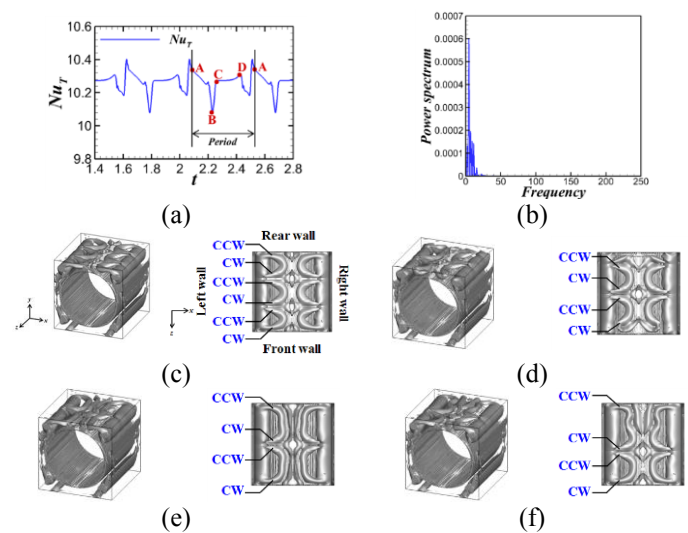 10.6
10.4
10.2
10
9.8
Nu_T
Nu_T
A
B
C
D
A
Period
1.4 1.6 1.8 2 2.2 2.4 2.6 2.8
t
(a)
0.0007
0.0006
0.0005
0.0004
0.0003
0.0002
0.0001
0
Power spectrum
0 50 100 150 200 250
Frequency
(b)
y
x
z
x
z
Rear wall
Left wall
Right wall
Front wall
CCW
CW
CCW
CW
CCW
CW
(c)
CCW
CW
CCW
CW
(d)
CCW
CW
CCW
CW
(e)
CCW
CW
CCW
CW
(f)